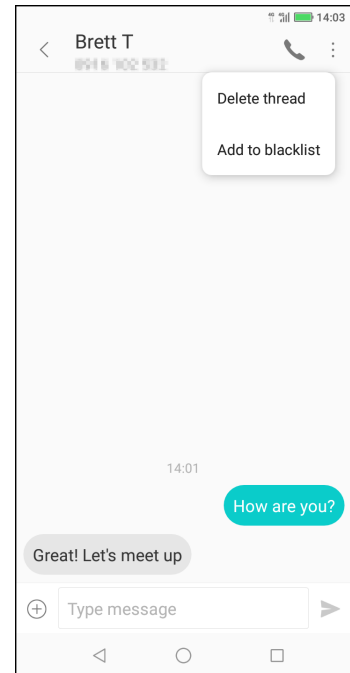 14:03
Brett T
Delete thread
Add to blacklist
14:01
How are you?
Great! Let's meet up
Type message